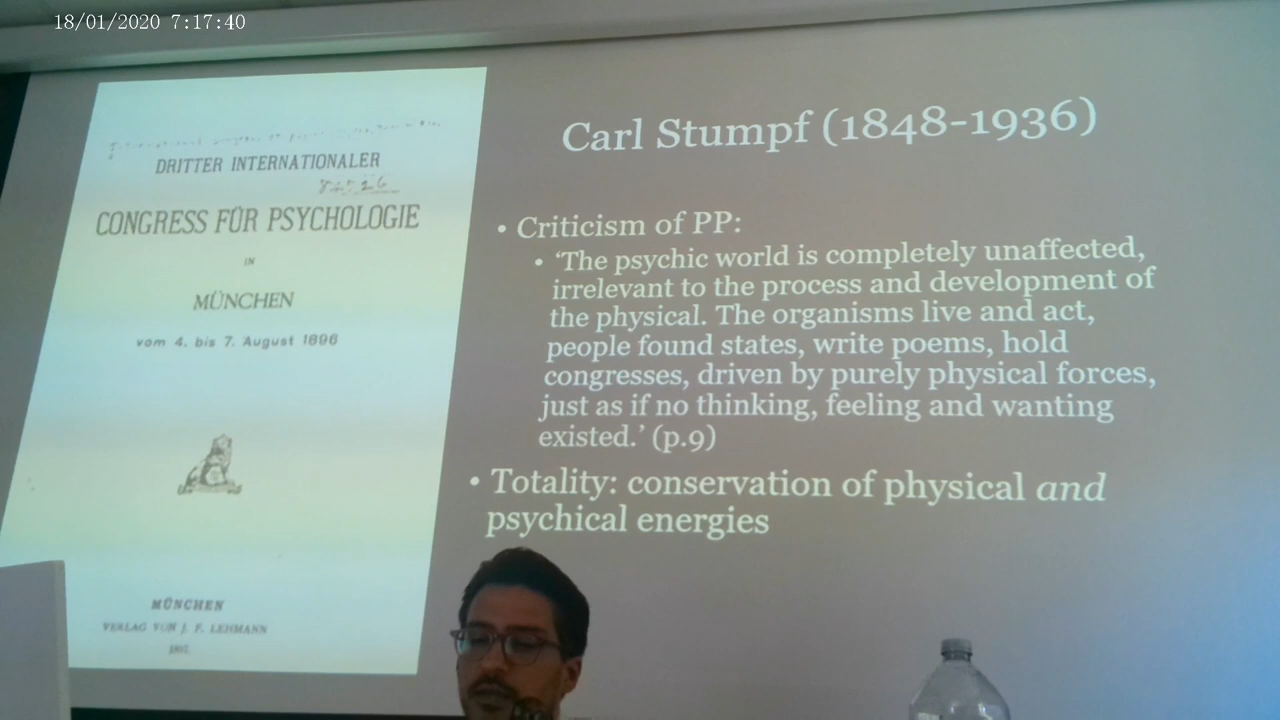 18/01/2020 7:17:40
DRITTER INTERNATIONALER
CONGRESS FÜR PSYCHOLOGIE
IN
MÜNCHEN
vom 4. bis 7. August 1896
MÜNCHEN
VERLAG VON J. F. LEHMANN
1897.
Carl Stumpf (1848-1936)
• Criticism of PP:
• ‘The psychic world is completely unaffected,
irrelevant to the process and development of
the physical. The organisms live and act,
people found states, write poems, hold
congresses, driven by purely physical forces,
just as if no thinking, feeling and wanting
existed.’ (p.9)
• Totality: conservation of physical and
psychical energies